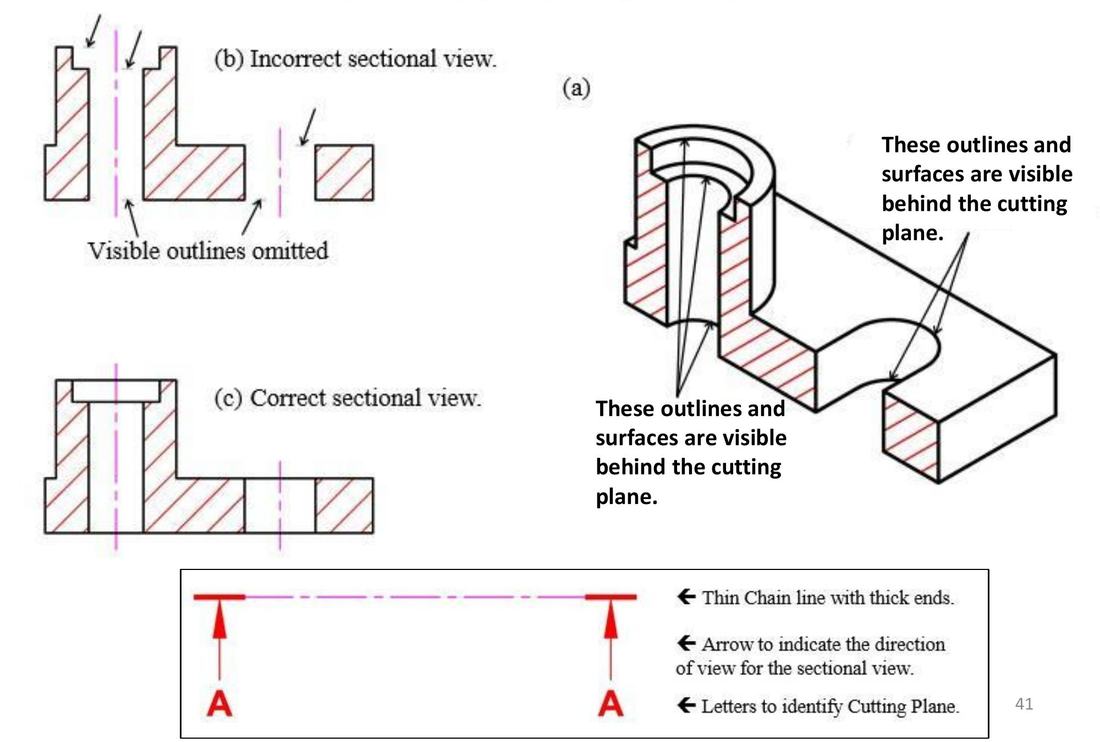 (b) Incorrect sectional view.
(a)
These outlines and
surfaces are visible
behind the cutting
plane.
Visible outlines omitted
(c) Correct sectional view.
These outlines and
surfaces are visible
behind the cutting
plane.
← Thin Chain line with thick ends.
← Arrow to indicate the direction
of view for the sectional view.
A A
← Letters to identify Cutting Plane.
41